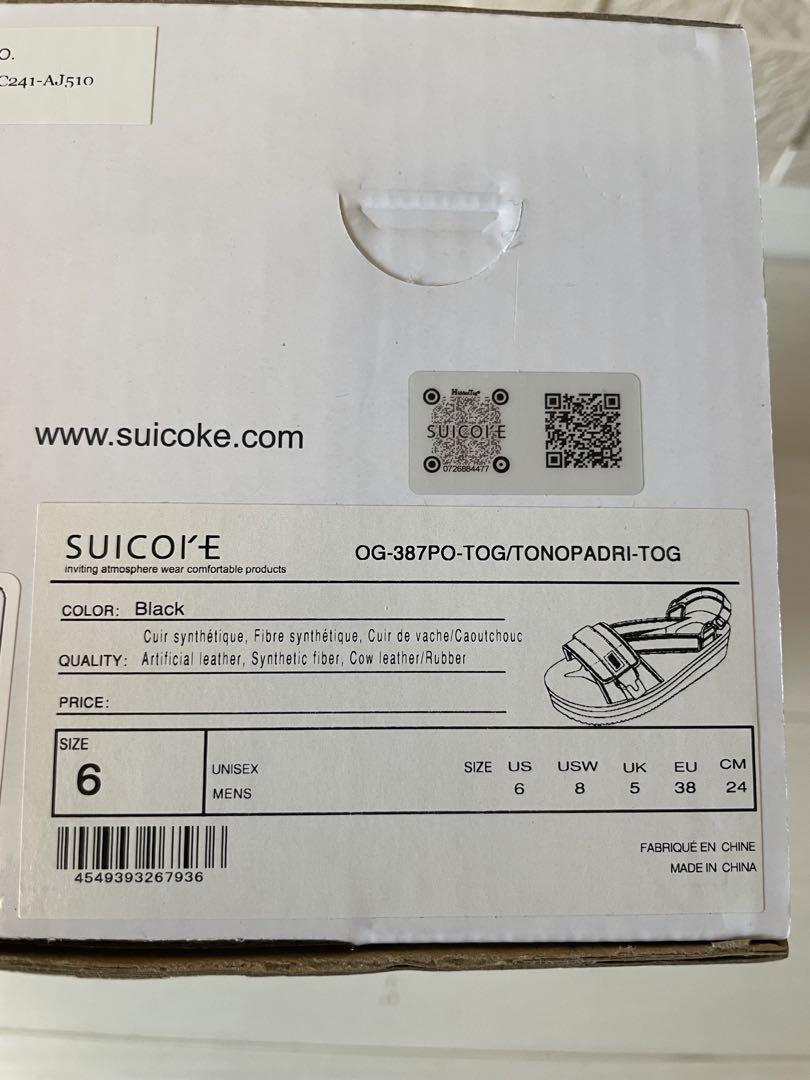 O.
C241-AJ510
HiddenTag
SUICOKE
0726884477
www.suicoke.com
SUICOKE
inviting atmosphere wear comfortable products
OG-387PO-TOG/TONOPADRI-TOG
COLOR: Black
Cuir synthétique, Fibre synthétique, Cuir de vache/Caoutchouc
QUALITY: Artificial leather, Synthetic fiber, Cow leather/Rubber
PRICE:
SIZE
6
UNISEX
MENS
SIZE US USW UK EU CM
6 8 5 38 24
4549393267936
FABRIQUÉ EN CHINE
MADE IN CHINA